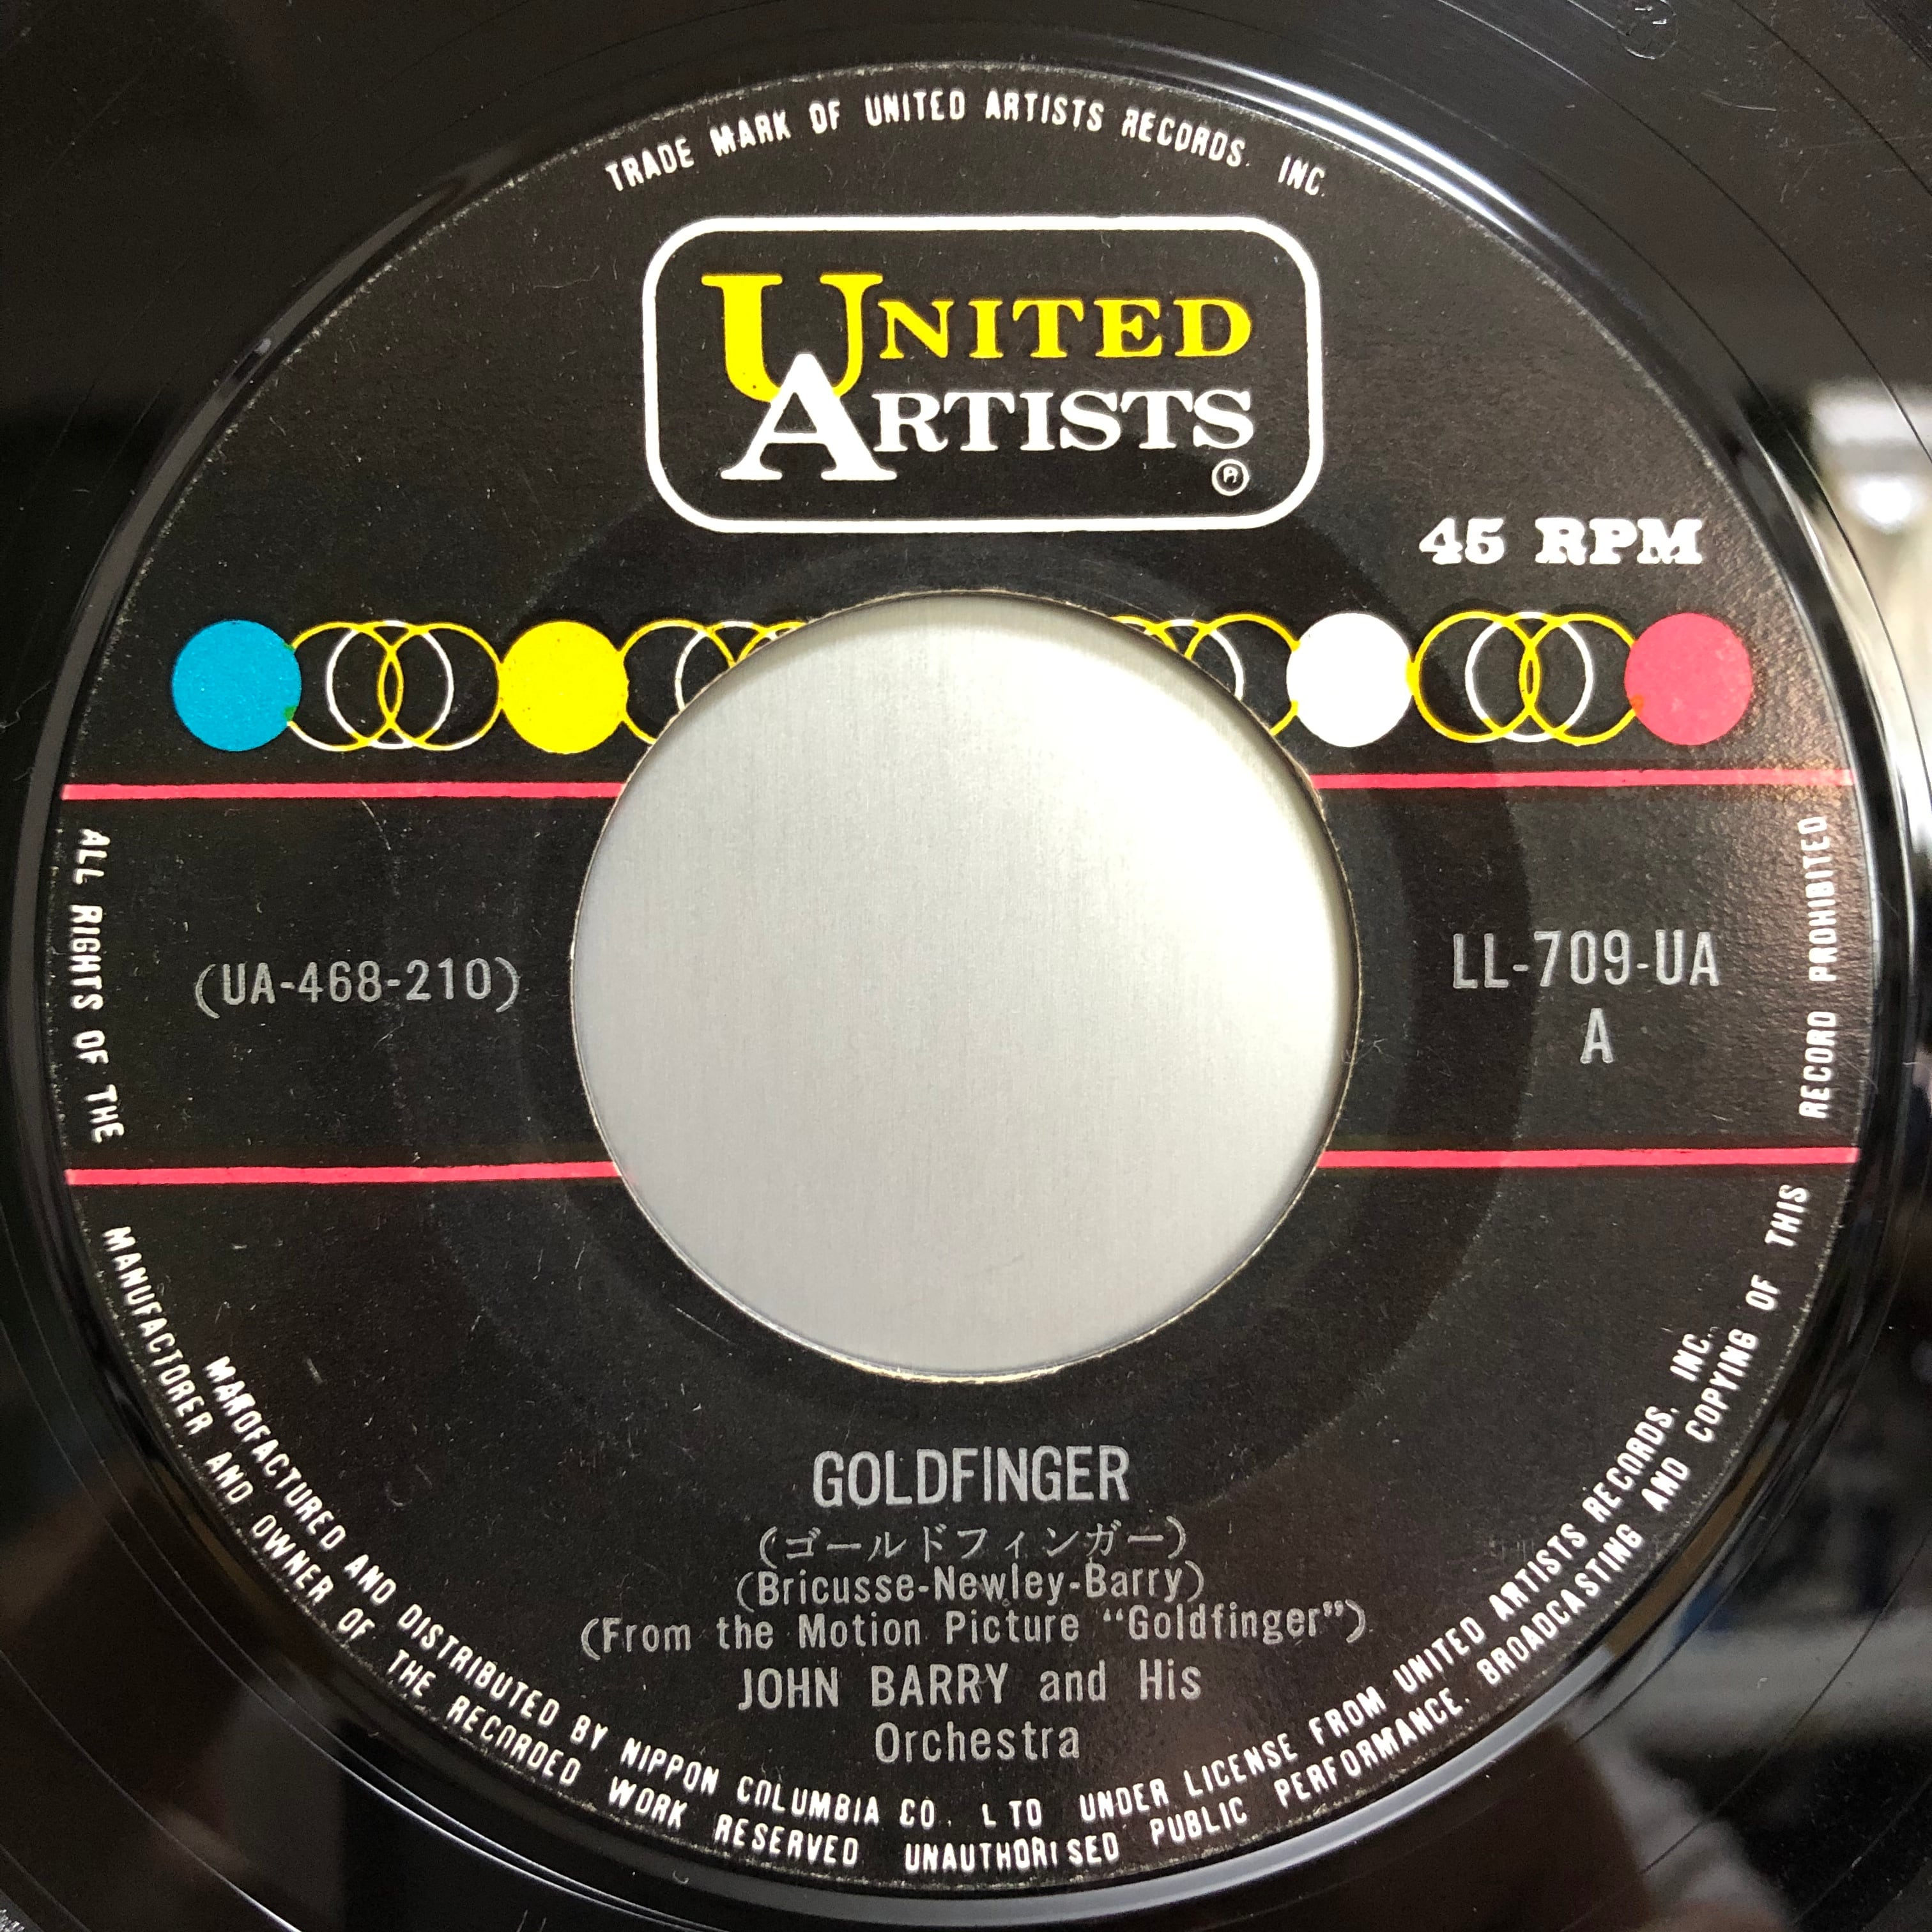 TRADE MARK OF UNITED ARTISTS RECORDS. INC.
UNITED
ARTISTS
®
45 RPM
(UA-468-210)
LL-709-UA
A
GOLDFINGER
(ゴールドフィンガー)
(Bricusse-Newley-Barry)
(From the Motion Picture “Goldfinger”)
JOHN BARRY and His
Orchestra
MAROFACTURED AND DISTRIBUTED BY NIPPON COLUMBIA CO. LTD UNDER LICENSE FROM UNITED ARTISTS RECORDS. INC.
ALL RIGHTS OF THE MANUFACTORER AND OWNER OF THE RECORDED WORK RESERVED UNAUTHORISED PUBLIC PERFORMANCE. BROADCASTING AND COPYING OF THIS RECORD PROHIBITED